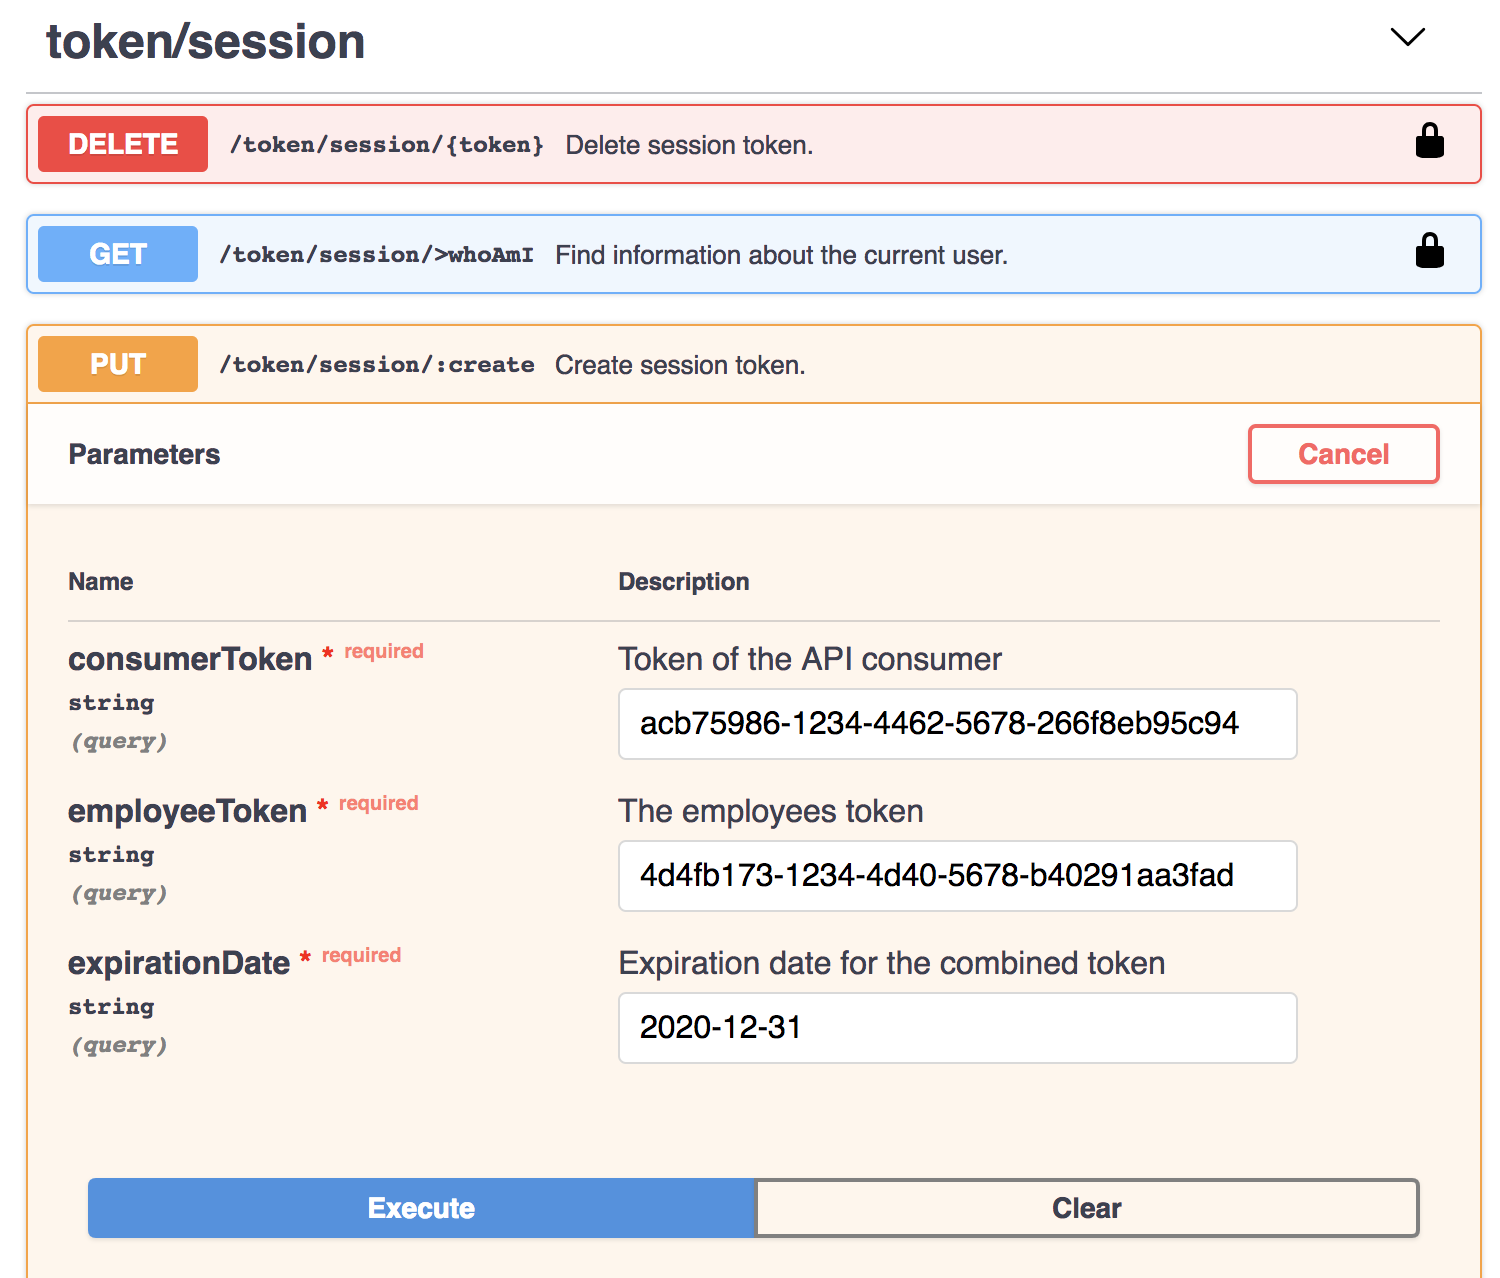 token/session
DELETE /token/session/{token} Delete session token.
GET /token/session/>whoAmI Find information about the current user.
PUT /token/session/:create Create session token.
Parameters Cancel
Name Description
consumerToken * required Token of the API consumer
string
(query)
acb75986-1234-4462-5678-266f8eb95c94
employeeToken * required The employees token
string
(query)
4d4fb173-1234-4d40-5678-b40291aa3fad
expirationDate * required Expiration date for the combined token
string
(query)
2020-12-31
Execute Clear